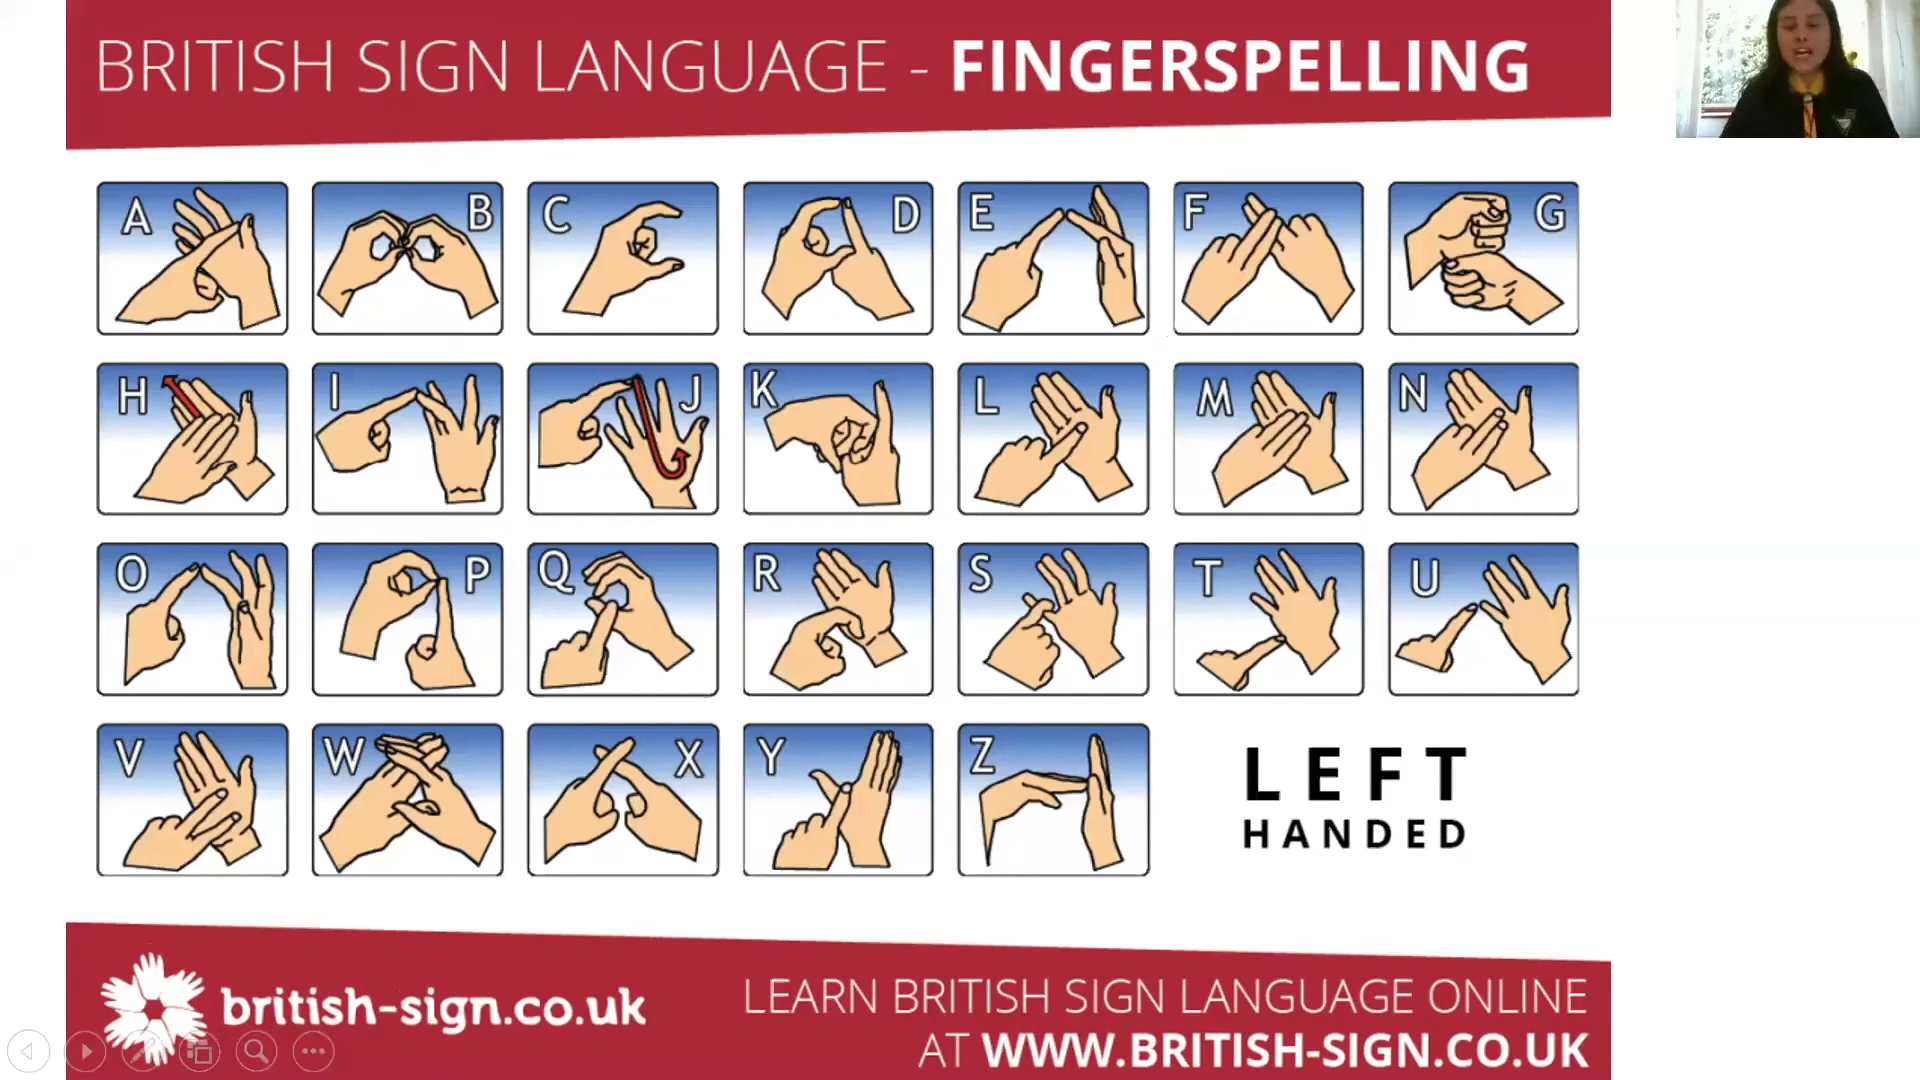 BRITISH SIGN LANGUAGE - FINGERSPELLING
A B C D E F G
H I J K L M N
O P Q R S T U
V W X Y Z
LEFT
HANDED
british-sign.co.uk
LEARN BRITISH SIGN LANGUAGE ONLINE
AT WWW.BRITISH-SIGN.CO.UK